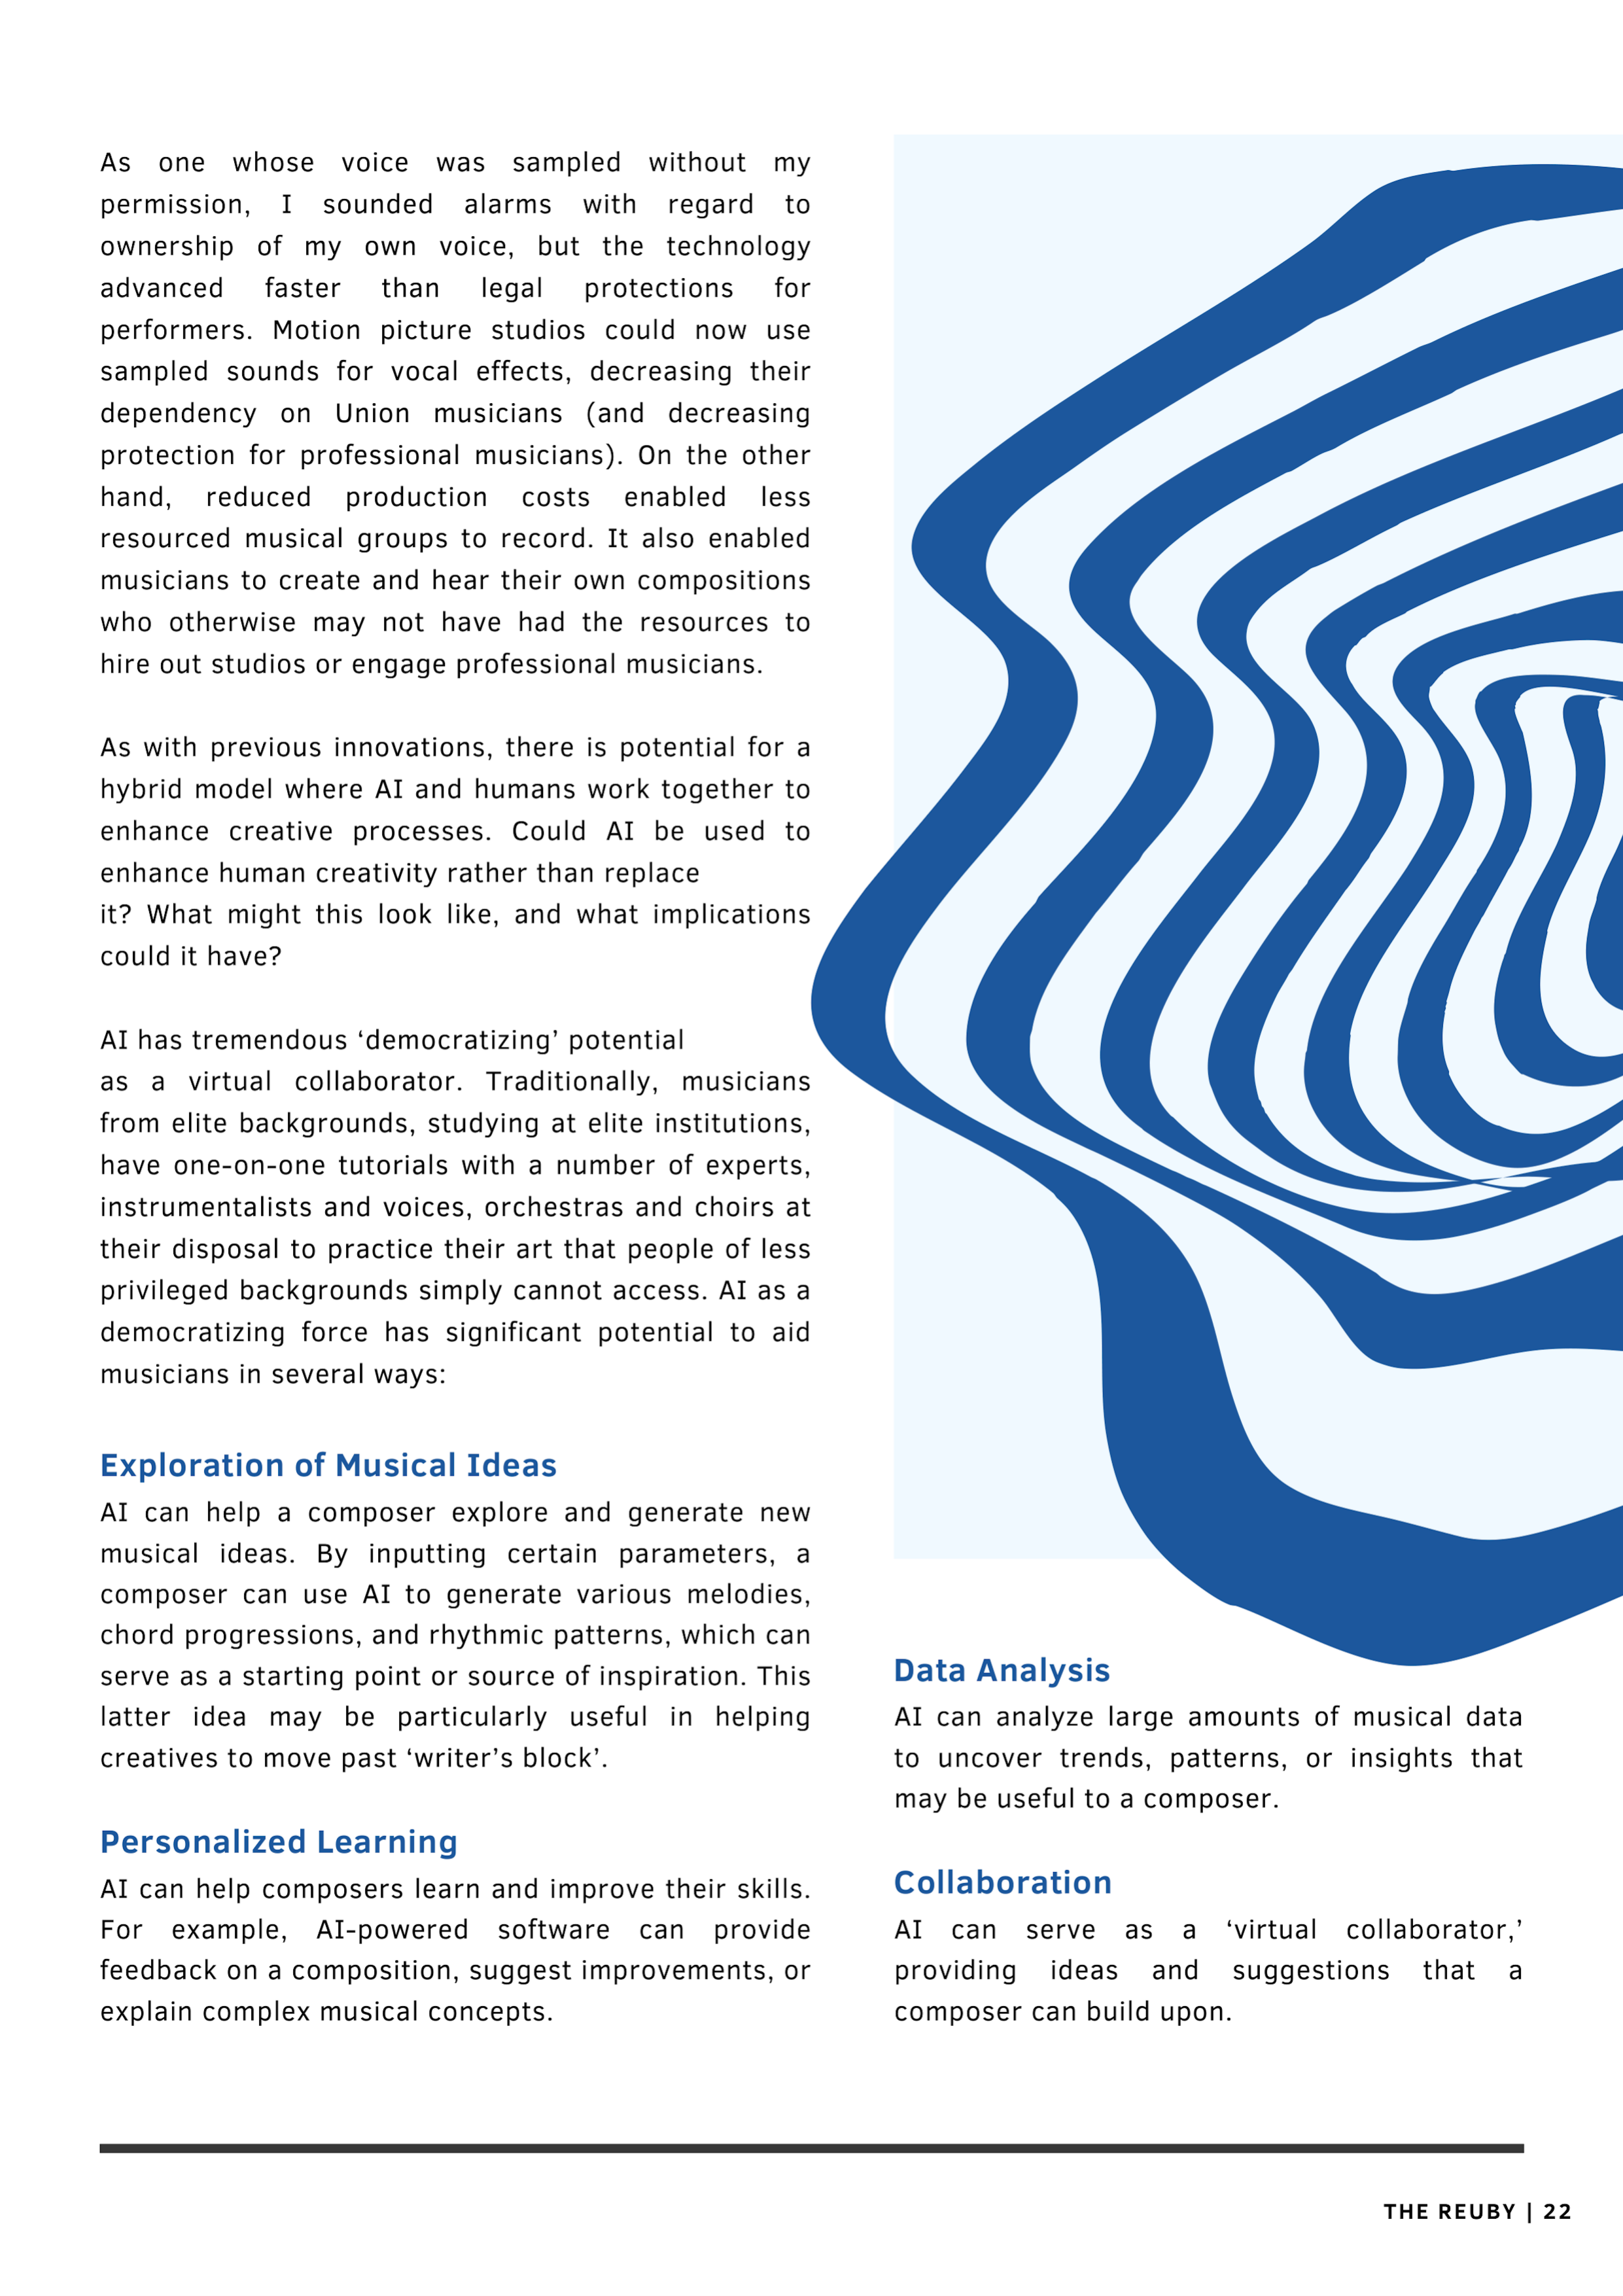 As one whose voice was sampled without my
permission, I sounded alarms with regard to
ownership of my own voice, but the technology
advanced faster than legal protections for
performers. Motion picture studios could now use
sampled sounds for vocal effects, decreasing their
dependency on Union musicians (and decreasing
protection for professional musicians). On the other
hand, reduced production costs enabled less
resourced musical groups to record. It also enabled
musicians to create and hear their own compositions
who otherwise may not have had the resources to
hire out studios or engage professional musicians.
As with previous innovations, there is potential for a
hybrid model where AI and humans work together to
enhance creative processes. Could AI be used to
enhance human creativity rather than replace
it? What might this look like, and what implications
could it have?
AI has tremendous ‘democratizing’ potential
as a virtual collaborator. Traditionally, musicians
from elite backgrounds, studying at elite institutions,
have one-on-one tutorials with a number of experts,
instrumentalists and voices, orchestras and choirs at
their disposal to practice their art that people of less
privileged backgrounds simply cannot access. AI as a
democratizing force has significant potential to aid
musicians in several ways:
Exploration of Musical Ideas
AI can help a composer explore and generate new
musical ideas. By inputting certain parameters, a
composer can use AI to generate various melodies,
chord progressions, and rhythmic patterns, which can
serve as a starting point or source of inspiration. This
latter idea may be particularly useful in helping
creatives to move past ‘writer’s block’.
Personalized Learning
AI can help composers learn and improve their skills.
For example, AI-powered software can provide
feedback on a composition, suggest improvements, or
explain complex musical concepts.
Data Analysis
AI can analyze large amounts of musical data
to uncover trends, patterns, or insights that
may be useful to a composer.
Collaboration
AI can serve as a ‘virtual collaborator,’
providing ideas and suggestions that a
composer can build upon.
THE REUBY | 22